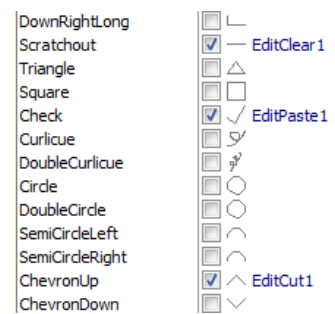 DownRightLong
Scratchout EditClear1
Triangle
Square
Check EditPaste1
Curlicue
DoubleCurlicue
Circle
DoubleCircle
SemiCircleLeft
SemiCircleRight
ChevronUp EditCut1
ChevronDown